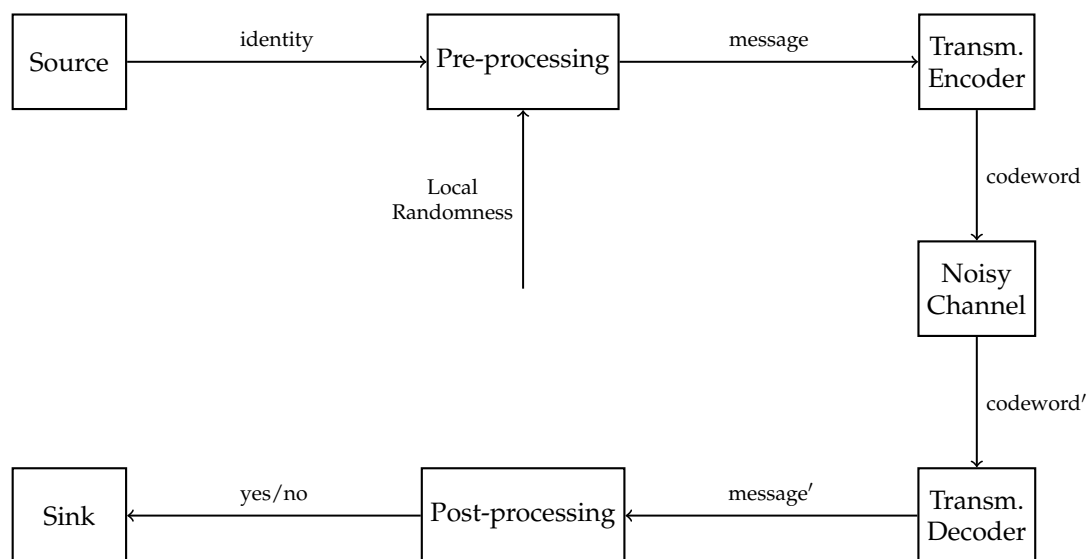 Source
identity
Pre-processing
message
Transm.
Encoder
Local
Randomness
codeword
Noisy
Channel
codeword′
Sink
yes/no
Post-processing
message′
Transm.
Decoder